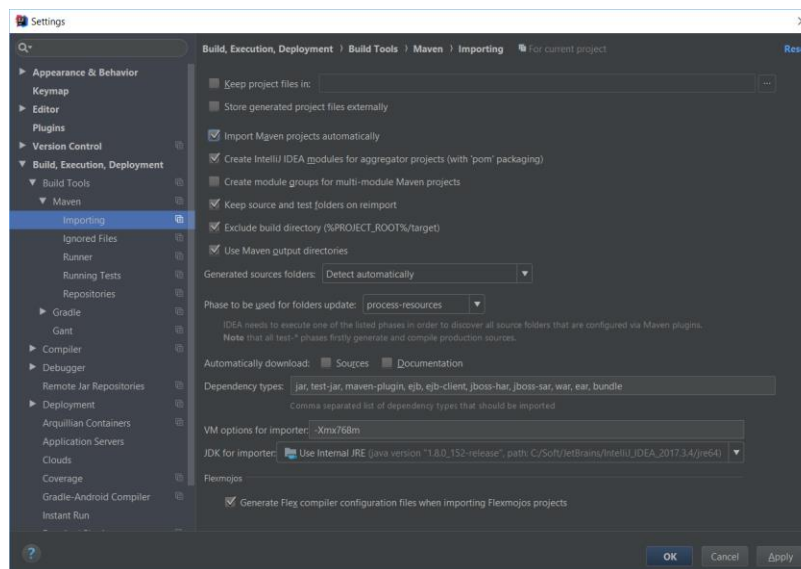 Settings
Build, Execution, Deployment > Build Tools > Maven > Importing For current project
Appearance & Behavior
Keymap
Editor
Plugins
Version Control
Build, Execution, Deployment
Build Tools
Maven
Importing
Ignored Files
Runner
Running Tests
Repositories
Gradle
Gant
Compiler
Debugger
Remote Jar Repositories
Deployment
Arquillian Containers
Application Servers
Clouds
Coverage
Gradle-Android Compiler
Instant Run
Keep project files in:
...
Store generated project files externally
Import Maven projects automatically
Create IntelliJ IDEA modules for aggregator projects (with 'pom' packaging)
Create module groups for multi-module Maven projects
Keep source and test folders on reimport
Exclude build directory (%PROJECT_ROOT%/target)
Use Maven output directories
Generated sources folders: Detect automatically
Phase to be used for folders update: process-resources
IDEA needs to execute one of the listed phases in order to discover all source folders that are configured via Maven plugins.
Note that all test-* phases firstly generate and compile production sources.
Automatically download: Sources Documentation
Dependency types: jar, test-jar, maven-plugin, ejb, ejb-client, jboss-har, jboss-sar, war, ear, bundle
Comma separated list of dependency types that should be imported
VM options for importer: -Xmx768m
JDK for importer: Use Internal JRE (java version "1.8.0_152-release", path: C:/Soft/JetBrains/IntelliJ_IDEA_2017.3.4/jre64)
Flexmojos
Generate Flex compiler configuration files when importing Flexmojos projects
?
OK Cancel Apply